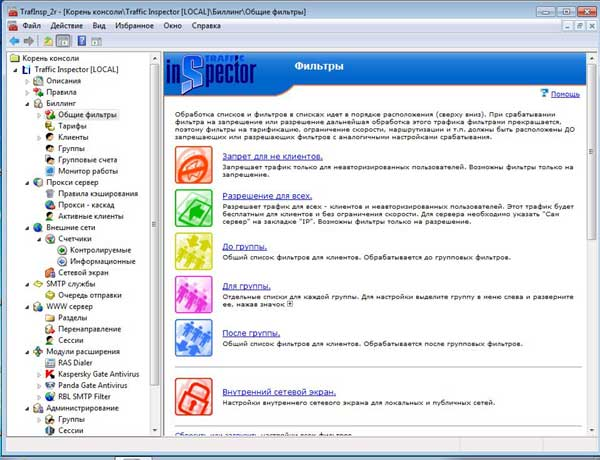 TrafInsp_2r - [Корень консоли\Traffic Inspector [LOCAL]\Биллинг\Общие фильтры]
Файл Действие Вид Избранное Окно Справка
Корень консоли
Traffic Inspector [LOCAL]
Описания
Правила
Биллинг
Общие фильтры
Тарифы
Клиенты
Группы
Групповые счета
Монитор работы
Прокси сервер
Правила кэширования
Прокси - каскад
Активные клиенты
Внешние сети
Счетчики
Контролируемые
Информационные
Сетевой экран
SMTP службы
Очередь отправки
WWW сервер
Разделы
Перенаправление
Сессии
Модули расширения
RAS Dialer
Kaspersky Gate Antivirus
Panda Gate Antivirus
RBL SMTP Filter
Администрирование
Группы
Сессии
TRAFFIC
inSpector
Фильтры
Помощь
Обработка списков и фильтров в списках идет в порядке расположения (сверху вниз). При срабатывании
фильтра на запрещение или разрешение дальнейшая обработка этого трафика фильтрами прекращается,
поэтому фильтры на тарификацию, ограничение скорости, маршрутизации и т.п. должны быть расположены ДО
запрещающих или разрешающих фильтров с аналогичными настройками срабатывания.
Запрет для не клиентов.
Запрещает трафик только для неавторизованных пользователей. Возможны фильтры только на
запрещение.
Разрешение для всех.
Разрешает трафик для всех - клиентов и неавторизованных пользователей. Этот трафик будет
бесплатным для клиентов и без ограничения скорости. Для сервера необходимо указать "Сам
сервер" на закладке "IP". Возможны фильтры только на разрешение.
До группы.
Общий список фильтров для клиентов. Обрабатывается до групповых фильтров.
Для группы.
Отдельные списки для каждой группы. Для настройки выделите группу в меню слева и разверните
ее, нажав значок
После группы.
Общий список фильтров для клиентов. Обрабатывается после групповых фильтров.
Внутренний сетевой экран.
Настройки внутреннего сетевого экрана для локальных и публичных сетей.
Сбросить или загрузить настройки всех фильтров